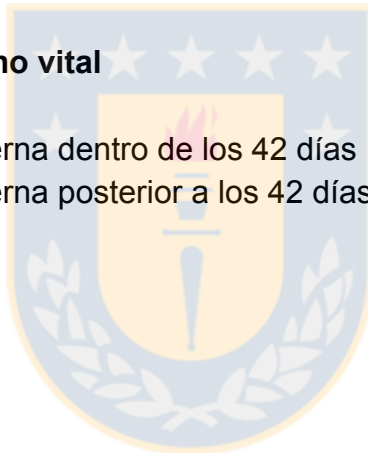 no vital
erna dentro de los 42 días
erna posterior a los 42 días